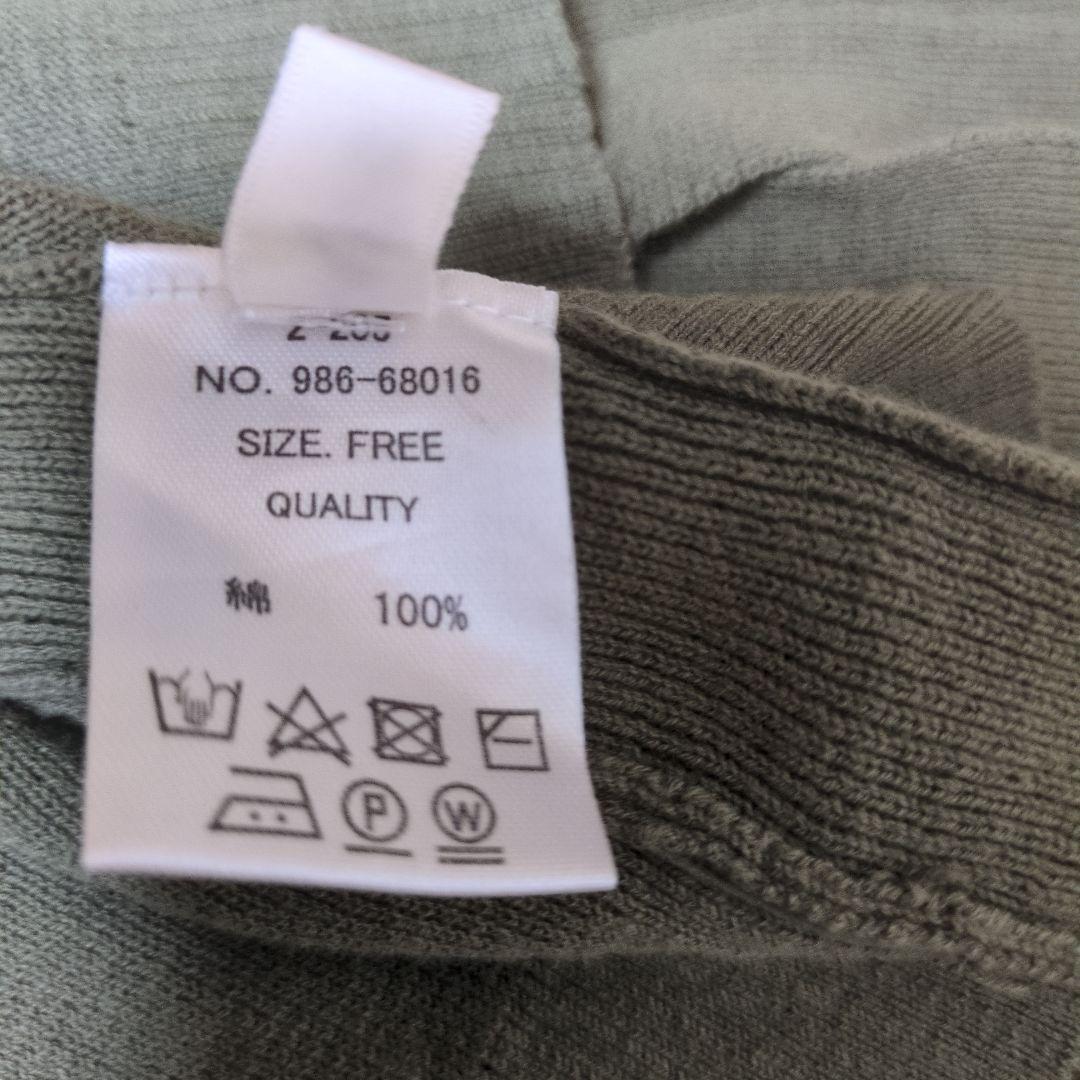 NO. 986-68016
SIZE. FREE
QUALITY
綿 100%
P W